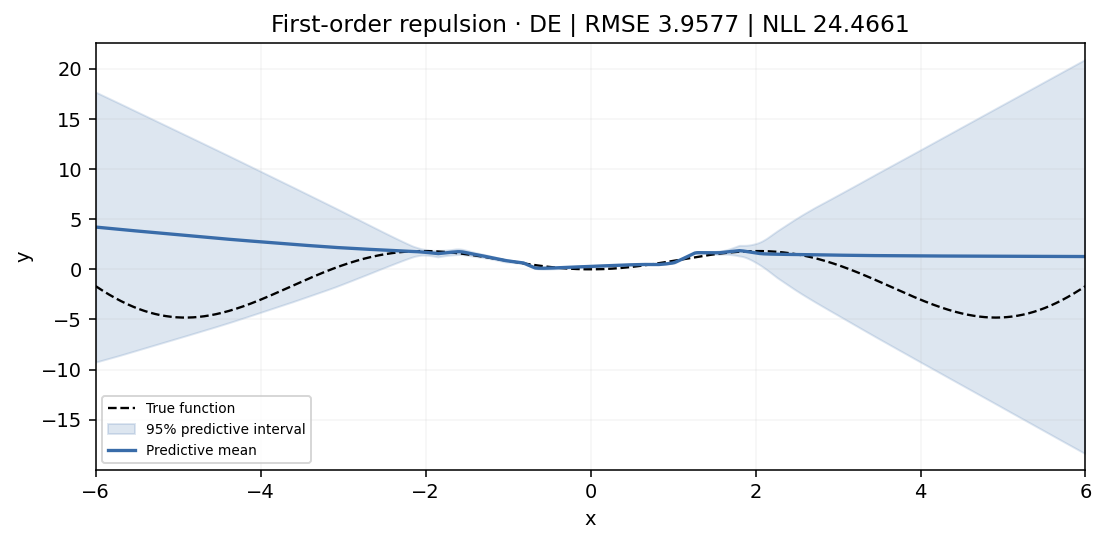 First-order repulsion · DE | RMSE 3.9577 | NLL 24.4661
20
15
10
5
0
−5
−10
−15
y
True function
95% predictive interval
Predictive mean
−6
−4
−2
0
2
4
6
x